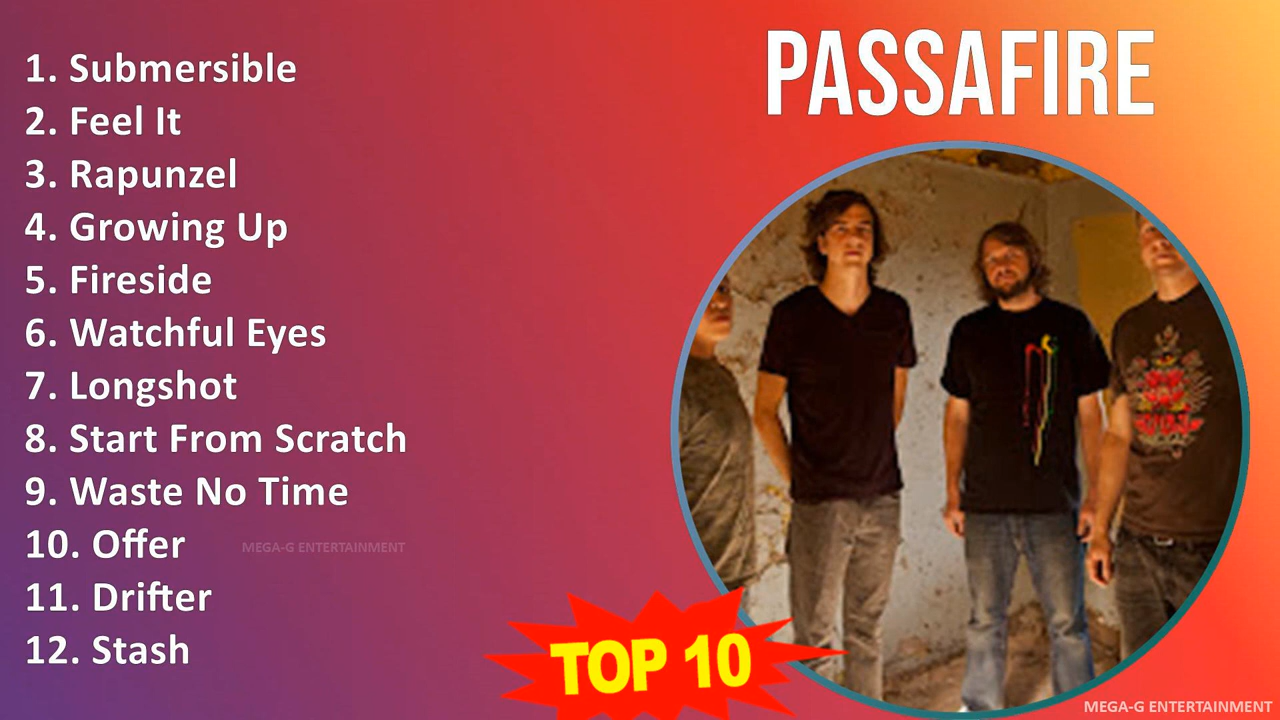 PASSAFIRE
1. Submersible
2. Feel It
3. Rapunzel
4. Growing Up
5. Fireside
6. Watchful Eyes
7. Longshot
8. Start From Scratch
9. Waste No Time
10. Offer
11. Drifter
12. Stash
MEGA-G ENTERTAINMENT
TOP 10
MEGA-G ENTERTAINMENT